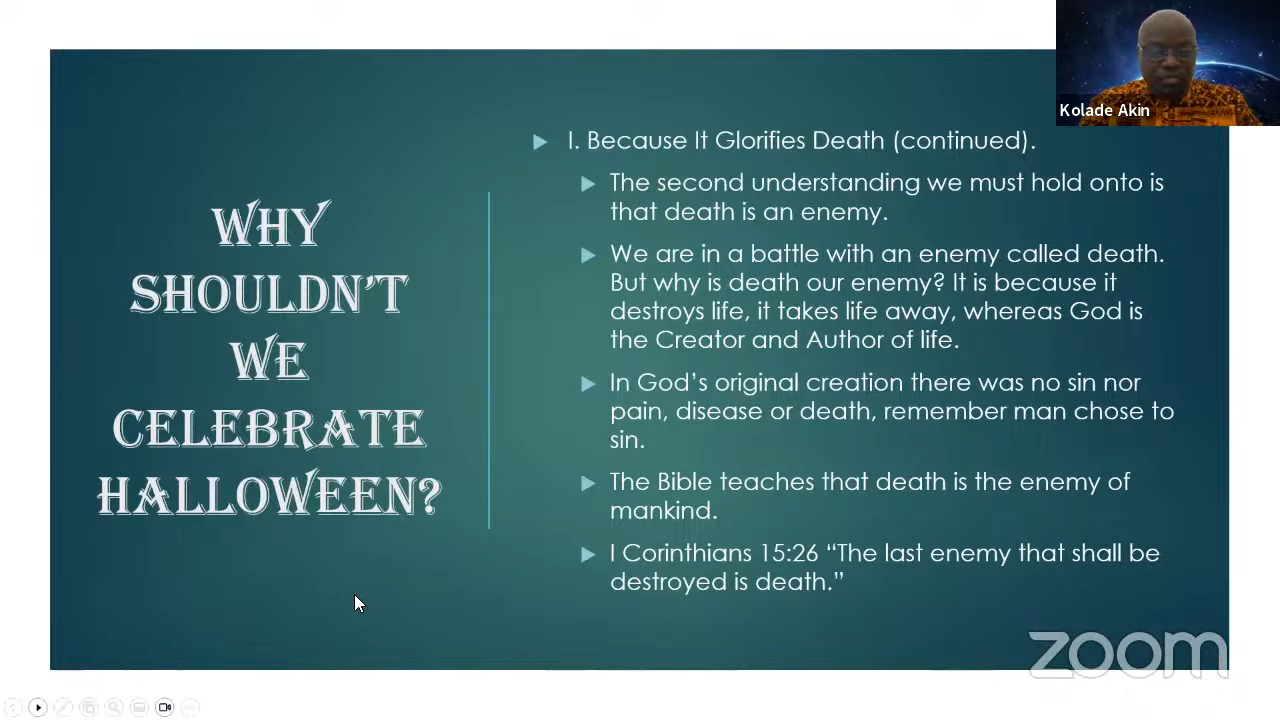 Kolade Akin
WHY
SHOULDN'T
WE
CELEBRATE
HALLOWEEN?
I. Because It Glorifies Death (continued).
The second understanding we must hold onto is
that death is an enemy.
We are in a battle with an enemy called death.
But why is death our enemy? It is because it
destroys life, it takes life away, whereas God is
the Creator and Author of life.
In God’s original creation there was no sin nor
pain, disease or death, remember man chose to
sin.
The Bible teaches that death is the enemy of
mankind.
I Corinthians 15:26 “The last enemy that shall be
destroyed is death.”
zoom